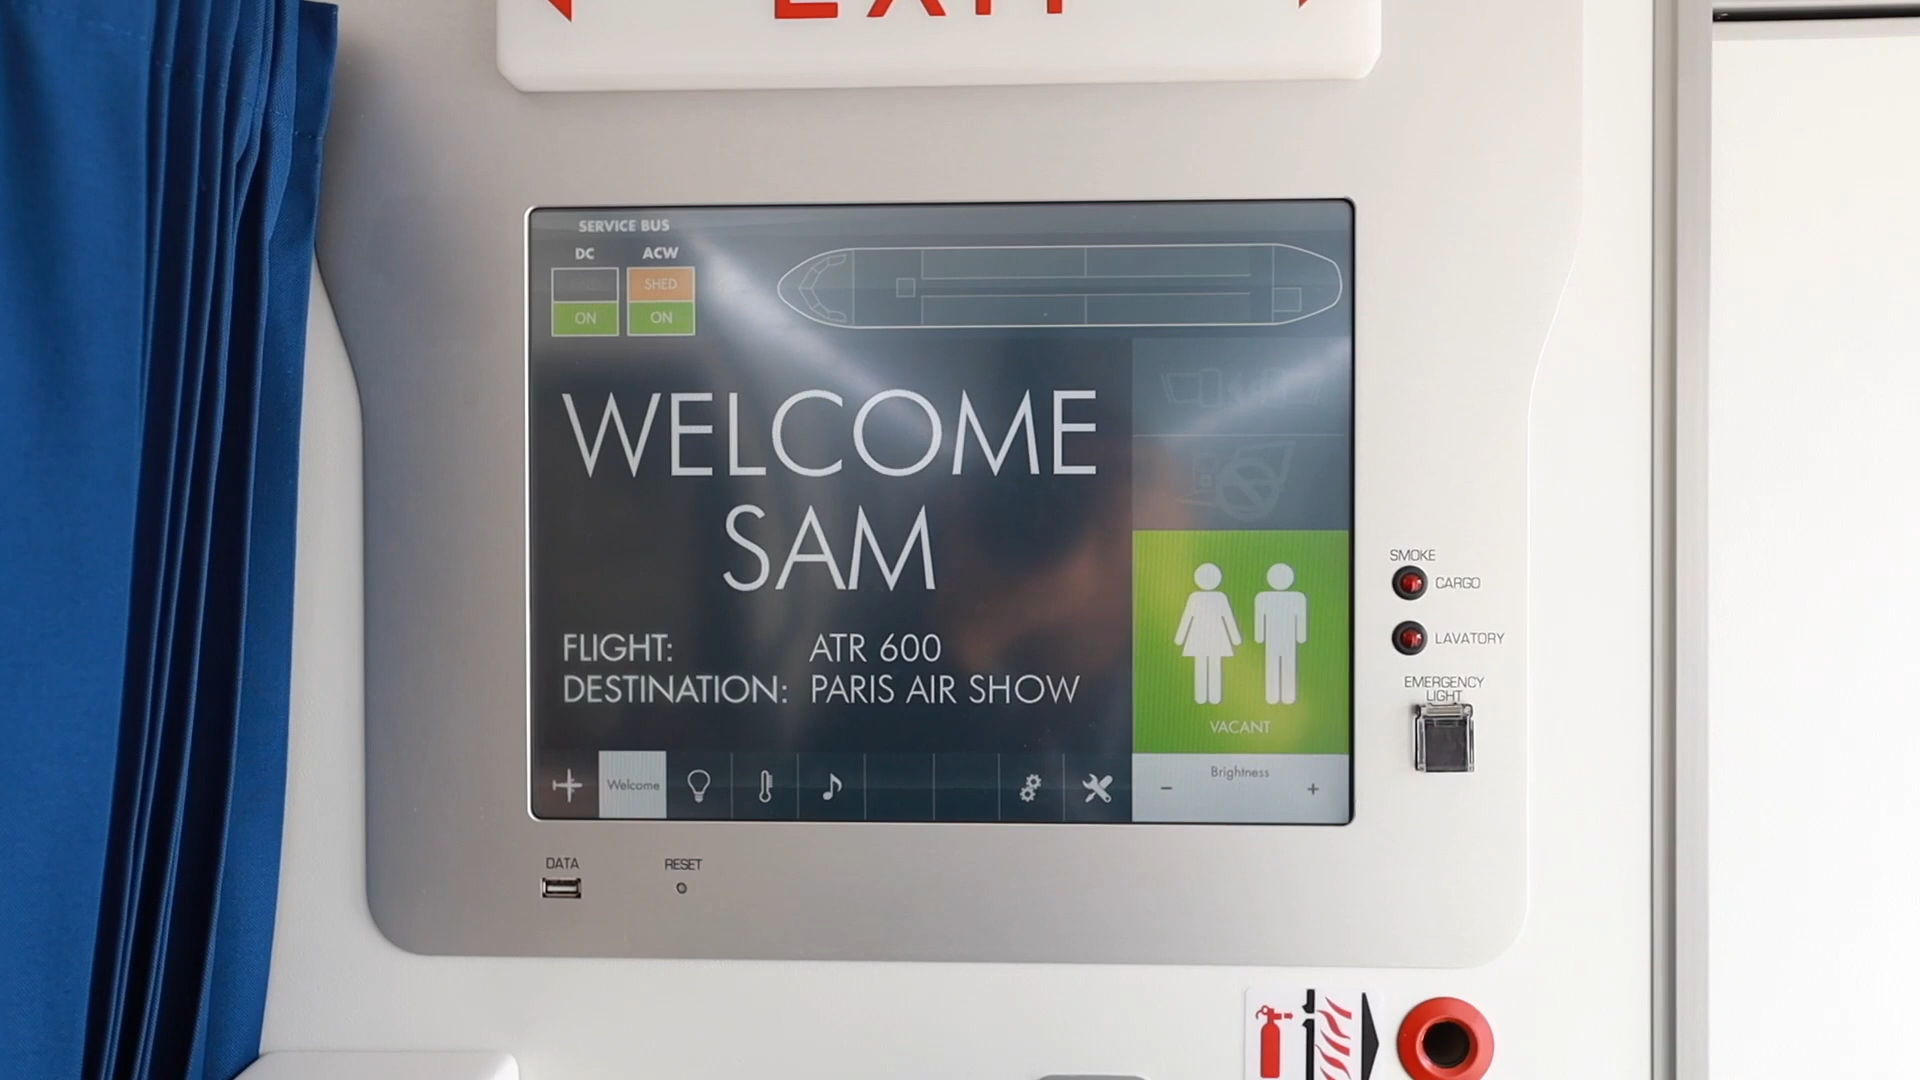 EXIT
SERVICE BUS
DC ACW
SHED
ON ON
WELCOME
SAM
FLIGHT: ATR 600
DESTINATION: PARIS AIR SHOW
VACANT
Welcome
Brightness
- +
SMOKE
CARGO
LAVATORY
EMERGENCY
LIGHT
DATA RESET